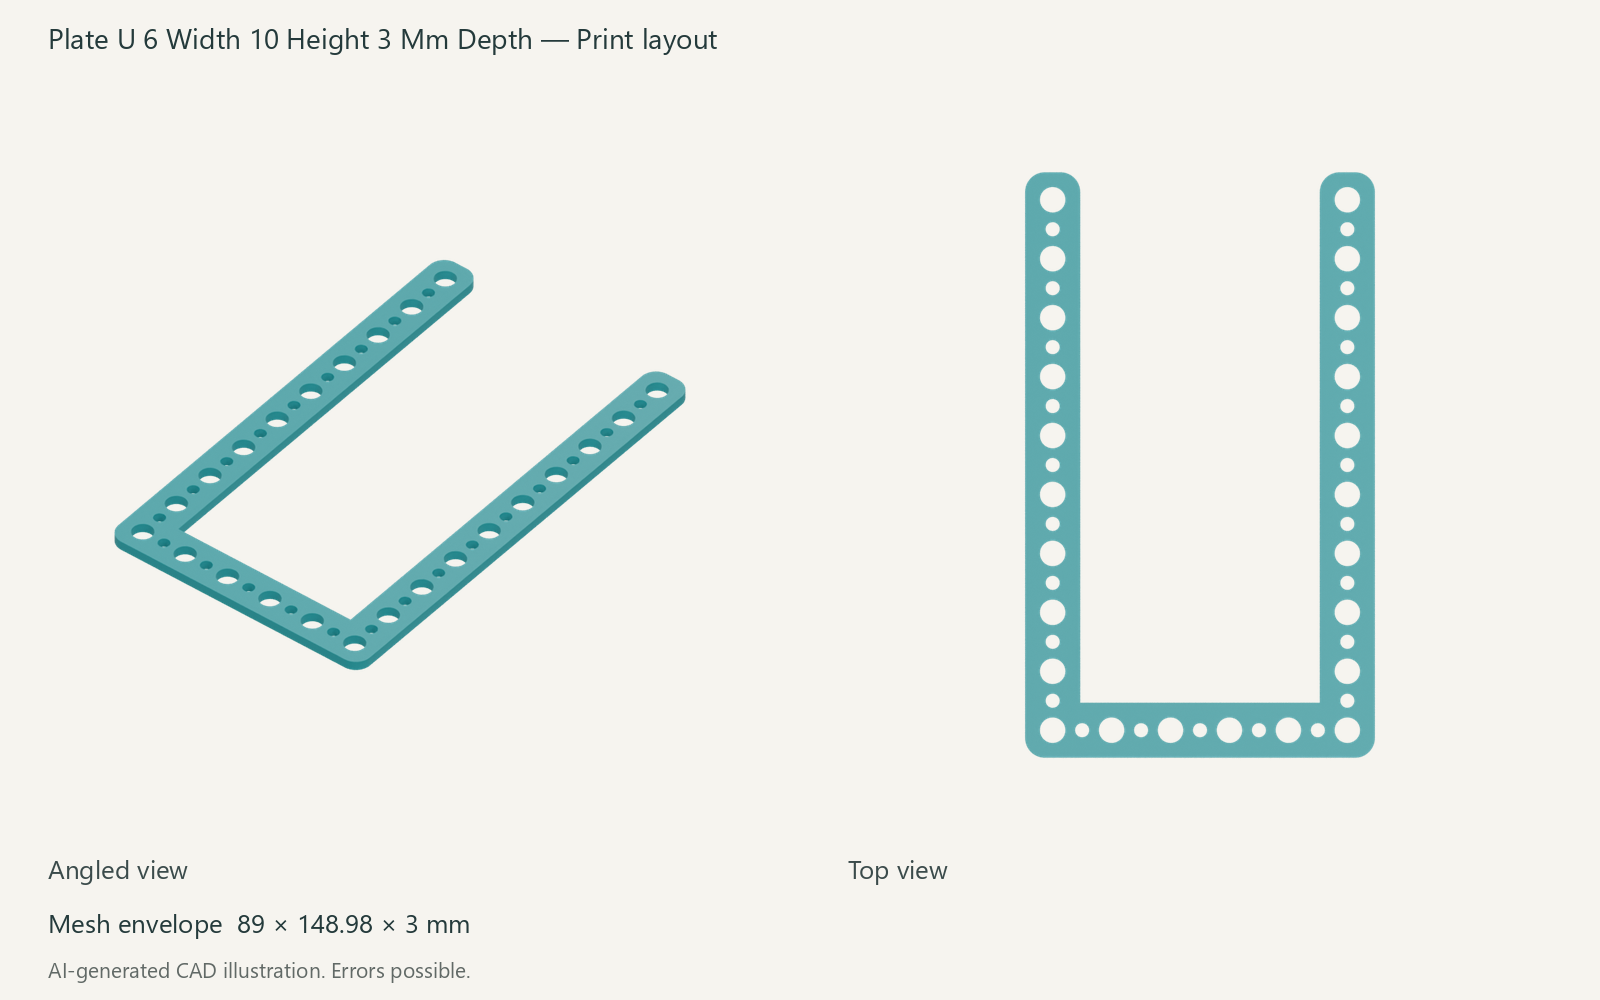 Plate U 6 Width 10 Height 3 Mm Depth — Print layout
Angled view
Top view
Mesh envelope  89 × 148.98 × 3 mm
AI-generated CAD illustration. Errors possible.